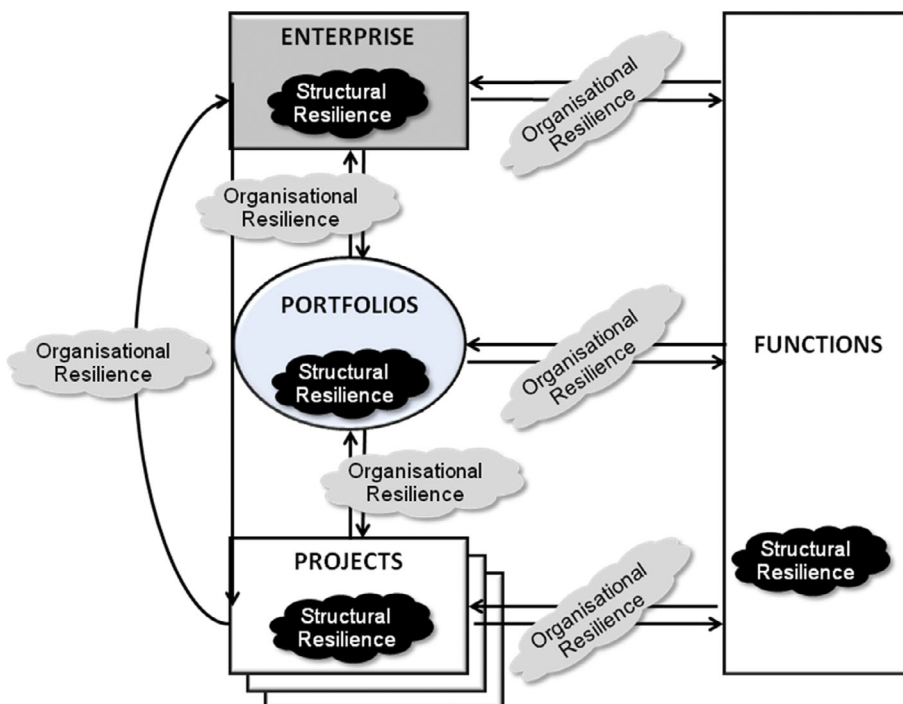 ENTERPRISE
Structural
Resilience
Organisational
Resilience
Organisational
Resilience
PORTFOLIOS
Structural
Resilience
Organisational
Resilience
FUNCTIONS
Organisational
Resilience
Organisational
Resilience
PROJECTS
Structural
Resilience
Organisational
Resilience
Structural
Resilience